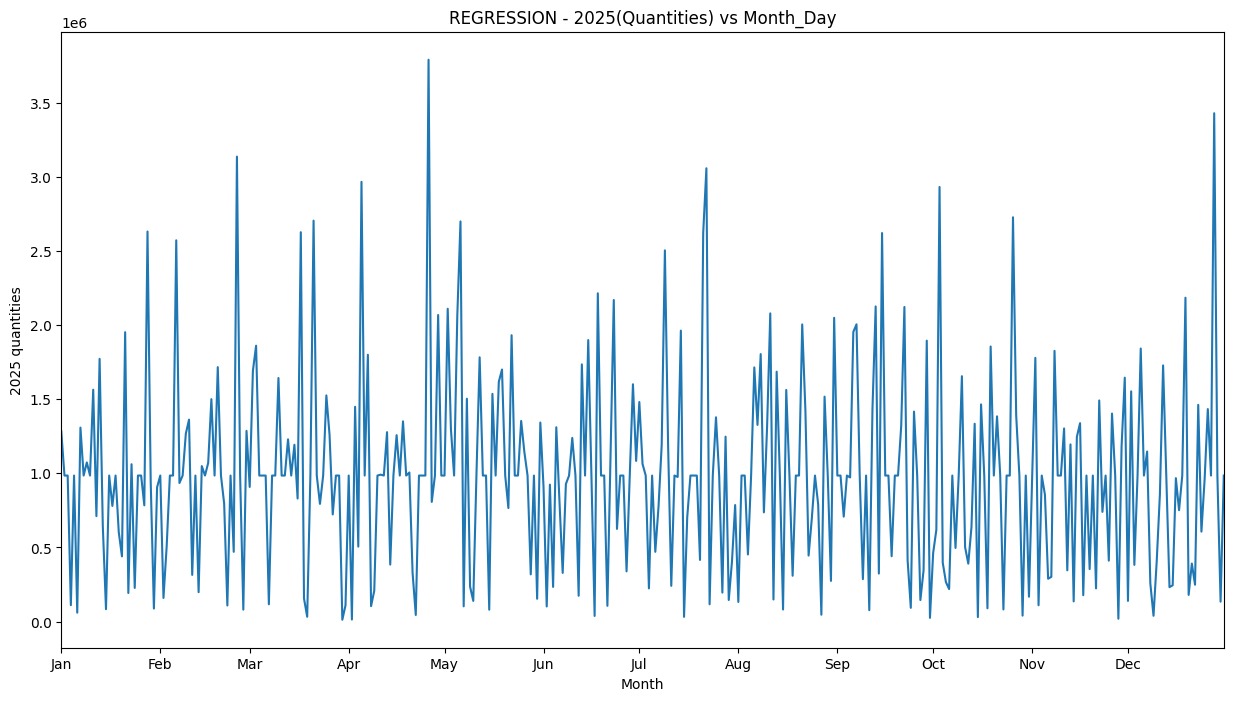 REGRESSION - 2025(Quantities) vs Month_Day
1e6
3.5
3.0
2.5
2.0
1.5
1.0
0.5
0.0
2025 quantities
Jan Feb Mar Apr May Jun Jul Aug Sep Oct Nov Dec
Month